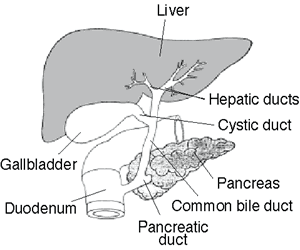 Liver
Hepatic ducts
Cystic duct
Gallbladder
Pancreas
Duodenum
Common bile duct
Pancreatic
duct